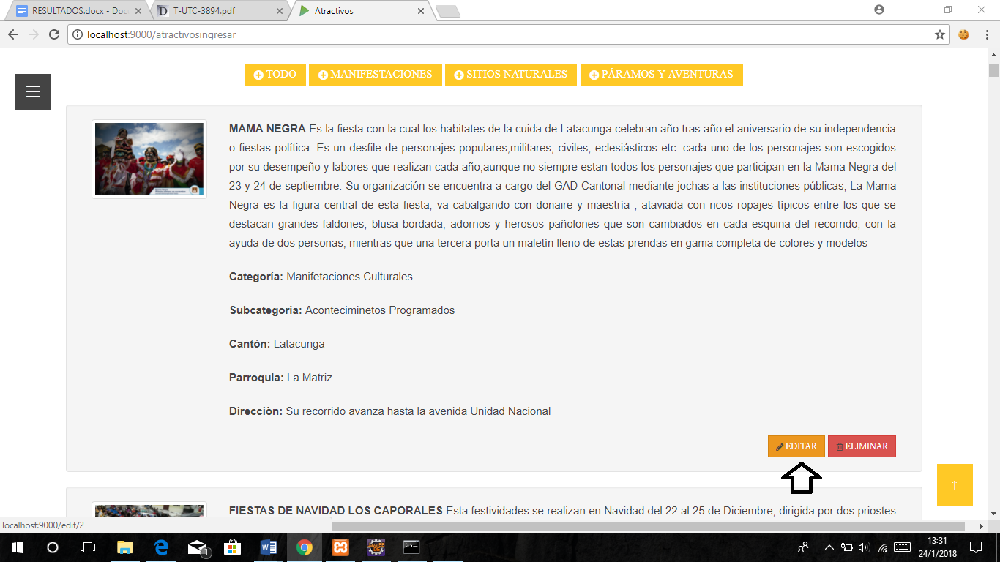 RESULTADOS.docx - Doc
T-UTC-3894.pdf
Atractivos
localhost:9000/atractivosingresar
TODO
MANIFESTACIONES
SITIOS NATURALES
PÀRAMOS Y AVENTURAS
MAMA NEGRA Es la fiesta con la cual los habitates de la cuida de Latacunga celebran año tras año el aniversario de su independencia
o fiestas política. Es un desfile de personajes populares,militares, civiles, eclesiásticos etc. cada uno de los personajes son escogidos
por su desempeño y labores que realizan cada año,aunque no siempre estan todos los personajes que participan en la Mama Negra del
23 y 24 de septiembre. Su organización se encuentra a cargo del GAD Cantonal mediante jochas a las instituciones públicas, La Mama
Negra es la figura central de esta fiesta, va cabalgando con donaire y maestría , ataviada con ricos ropajes típicos entre los que se
destacan grandes faldones, blusa bordada, adornos y herosos pañolones que son cambiados en cada esquina del recorrido, con la
ayuda de dos personas, mientras que una tercera porta un maletín lleno de estas prendas en gama completa de colores y modelos
Categoría: Manifetaciones Culturales
Subcategoria: Aconteciminetos Programados
Cantón: Latacunga
Parroquia: La Matriz.
Direcciòn: Su recorrido avanza hasta la avenida Unidad Nacional
EDITAR
ELIMINAR
FIESTAS DE NAVIDAD LOS CAPORALES Esta festividades se realizan en Navidad del 22 al 25 de Diciembre, dirigida por dos priostes
localhost:9000/edit/2
1
13:31
24/1/2018